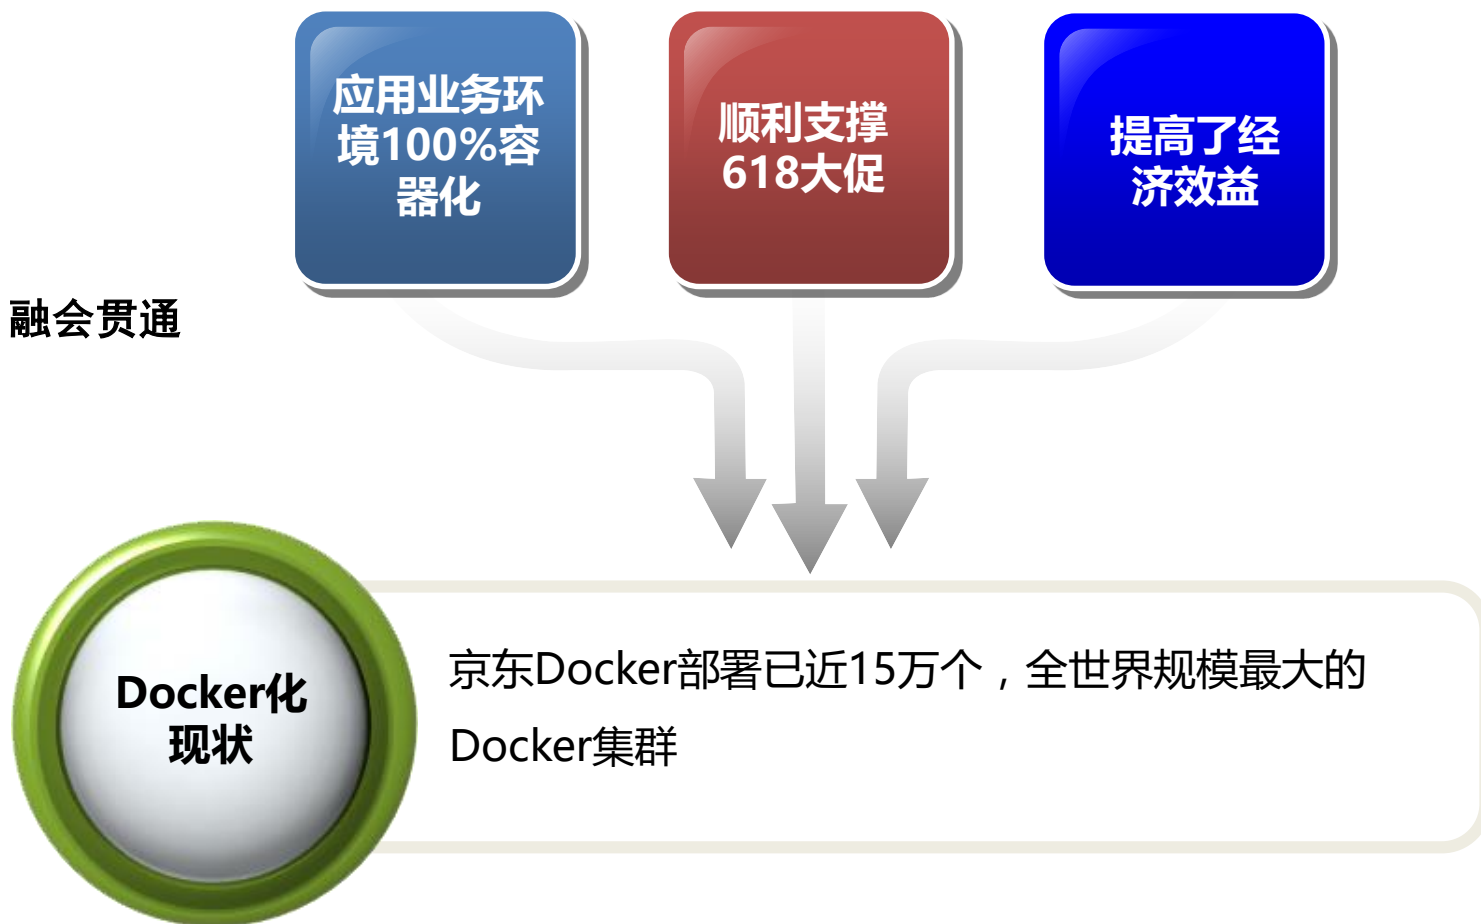 应用业务环
境100%容
器化
顺利支撑
618大促
提高了经
济效益
融会贯通
Docker化
现状
京东Docker部署已近15万个，全世界规模最大的
Docker集群